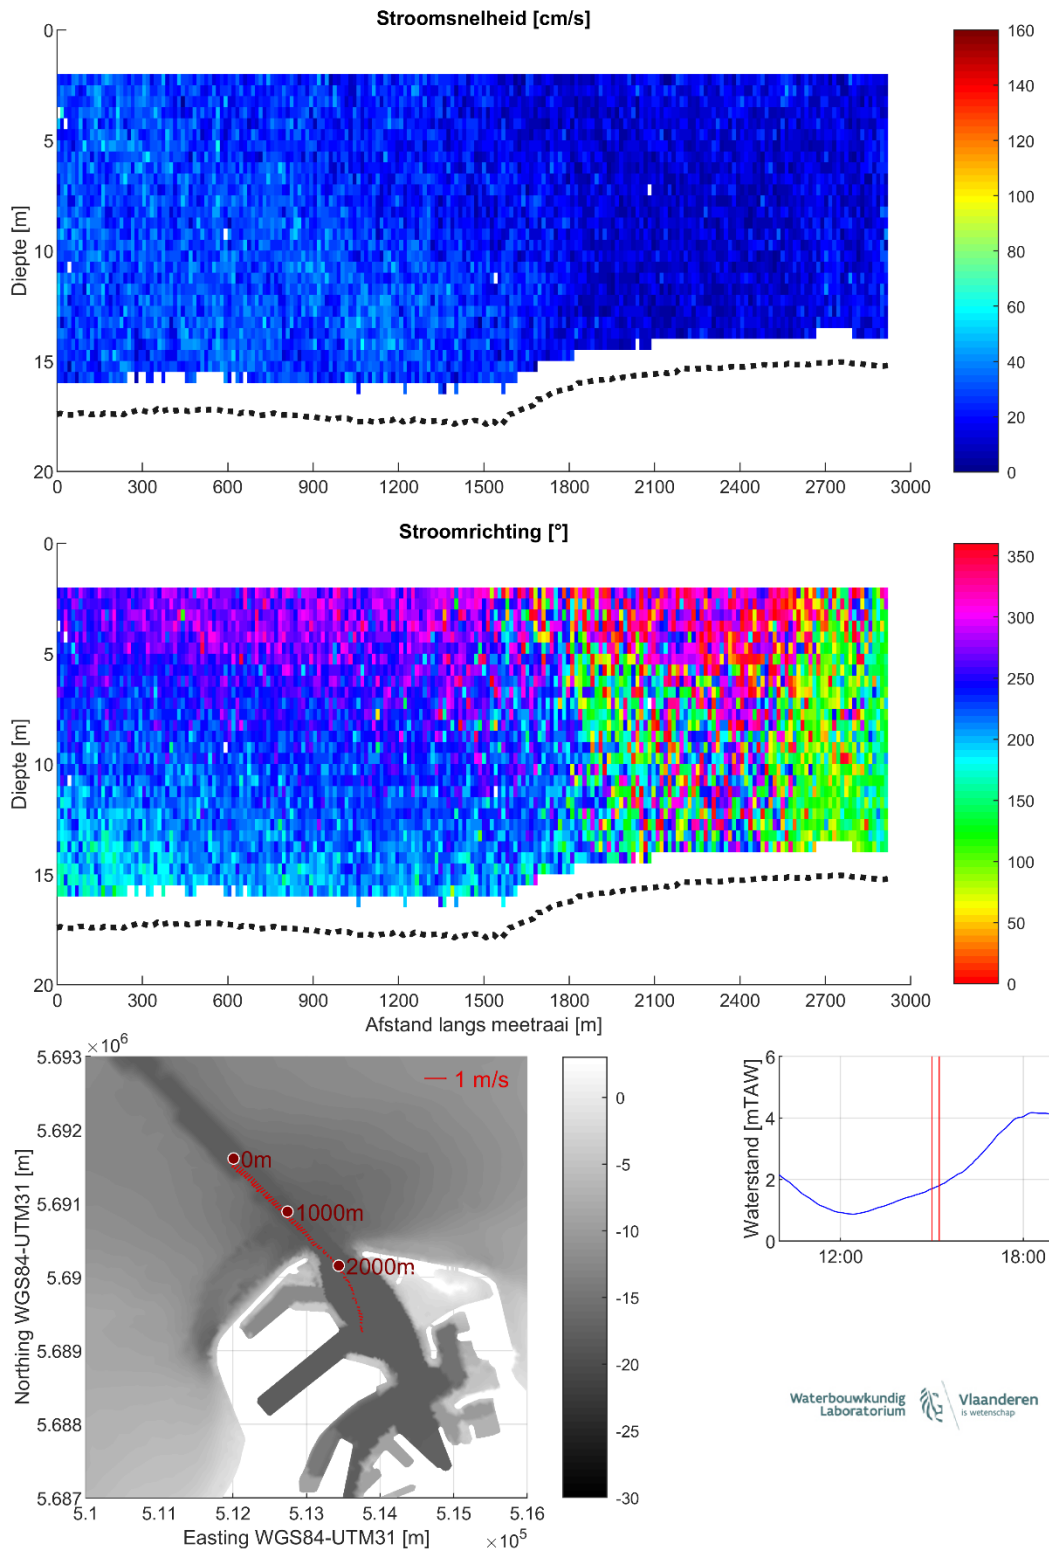 Stroomsnelheid [cm/s]
Diepte [m]
0
5
10
15
20
0 300 600 900 1200 1500 1800 2100 2400 2700 3000
160
140
120
100
80
60
40
20
0
Stroomrichting [°]
Diepte [m]
0
5
10
15
20
0 300 600 900 1200 1500 1800 2100 2400 2700 3000
Afstand langs meetraai [m]
350
300
250
200
150
100
50
0
×10⁶
Northing WGS84-UTM31 [m]
5.693
5.692
5.691
5.69
5.689
5.688
5.687
5.1 5.11 5.12 5.13 5.14 5.15 5.16
Easting WGS84-UTM31 [m]
×10⁵
1 m/s
0m
1000m
2000m
0
-5
-10
-15
-20
-25
-30
Waterstand [mTAW]
6
4
2
0
12:00 18:00
Waterbouwkundig
Laboratorium
Vlaanderen
is wetenschap